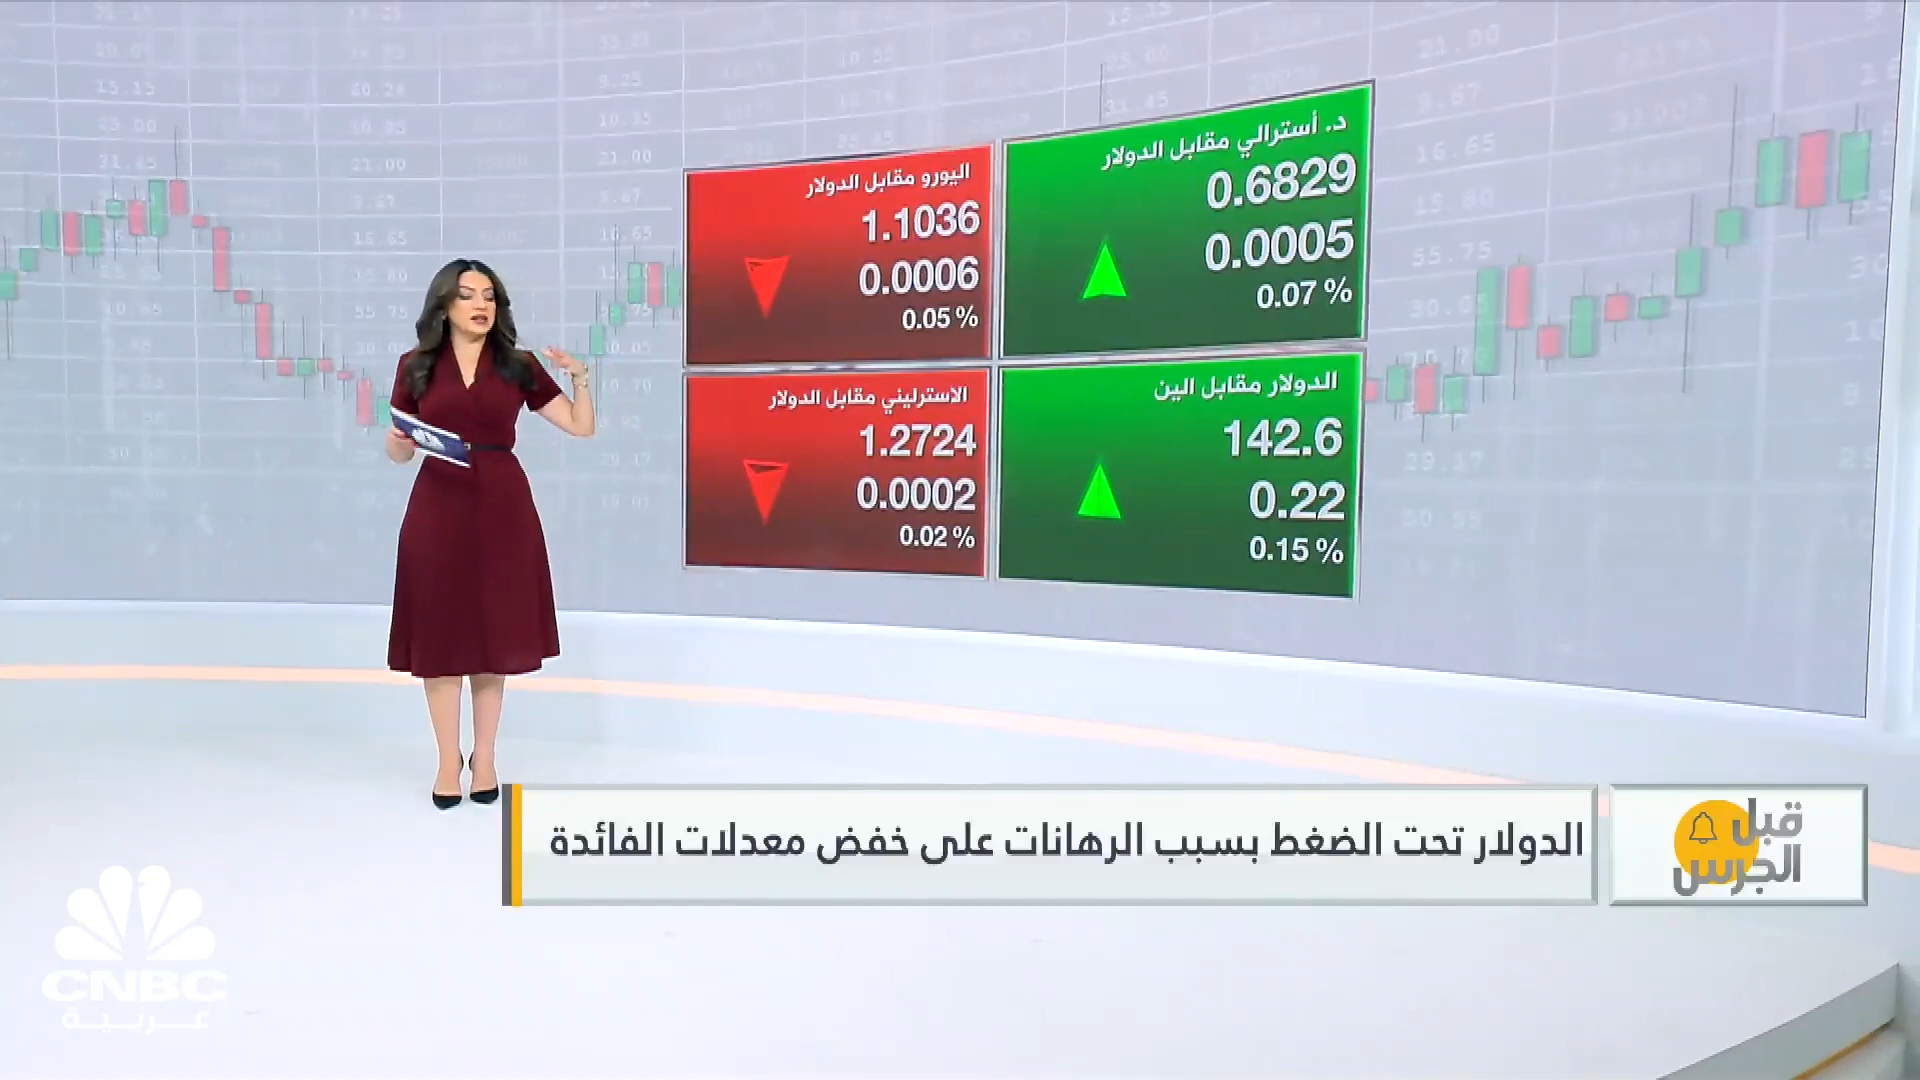 د. أسترالي مقابل الدولار
0.6829
0.0005
0.07 %
اليورو مقابل الدولار
1.1036
0.0006
0.05 %
الدولار مقابل الين
142.6
0.22
0.15 %
الاسترليني مقابل الدولار
1.2724
0.0002
0.02 %
قبل
الجرس
الدولار تحت الضغط بسبب الرهانات على خفض معدلات الفائدة
CNBC
عربية